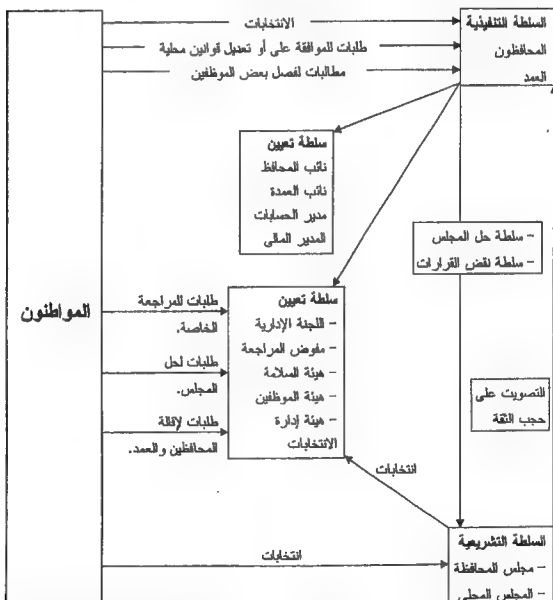 الانتخابات
طلبات للموافقة على أو تعديل قوانين محلية
مطالبات لفصل بعض الموظفين
السلطة التنفيذية
المحافظون
العمد
سلطة تعيين
نائب المحافظ
نائب العمدة
مدير الحسابات
المدير المالى
– سلطة حل المجلس
– سلطة نقض القرارات
المواطنون
طلبات للمراجعة
الخاصة.
طلبات لحل
المجلس.
طلبات لإقالة
المحافظين والعمد.
سلطة تعيين
– اللجنة الإدارية
– مفوض المراجعة
– هيئة السلامة
– هيئة الموظفين
– هيئة إدارة
الانتخابات
التصويت على
حجب الثقة
انتخابات
انتخابات
السلطة التشريعية
– مجلس المحافظة
– المجلس المحلى